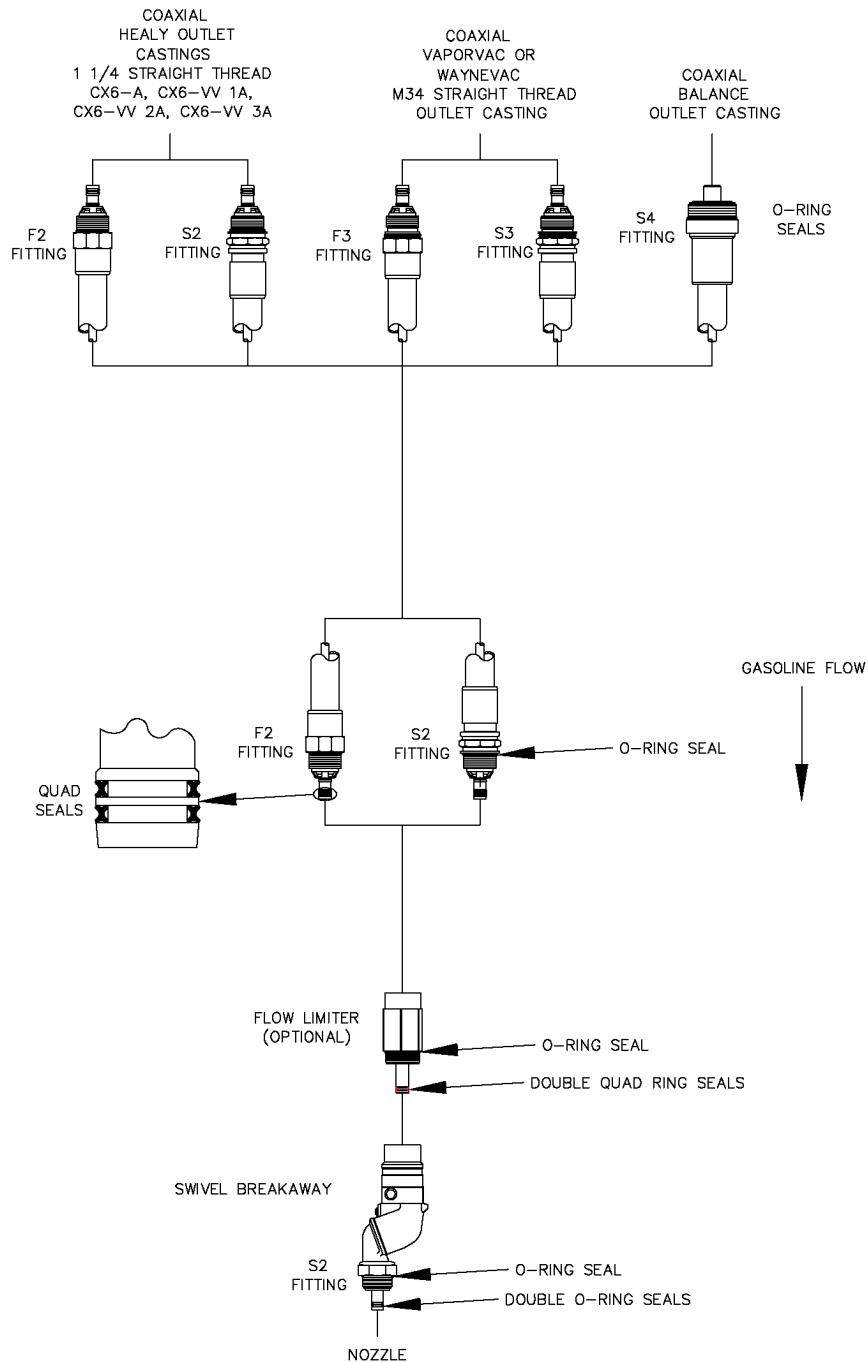 COAXIAL
HEALY OUTLET
CASTINGS
1 1/4 STRAIGHT THREAD
CX6-A, CX6-VV 1A,
CX6-VV 2A, CX6-VV 3A
COAXIAL
VAPORVAC OR
WAYNEVAC
M34 STRAIGHT THREAD
OUTLET CASTING
COAXIAL
BALANCE
OUTLET CASTING
F2
FITTING
S2
FITTING
F3
FITTING
S3
FITTING
S4
FITTING
O-RING
SEALS
GASOLINE FLOW
F2
FITTING
S2
FITTING
O-RING SEAL
QUAD
SEALS
FLOW LIMITER
(OPTIONAL)
O-RING SEAL
DOUBLE QUAD RING SEALS
SWIVEL BREAKAWAY
S2
FITTING
O-RING SEAL
DOUBLE O-RING SEALS
NOZZLE